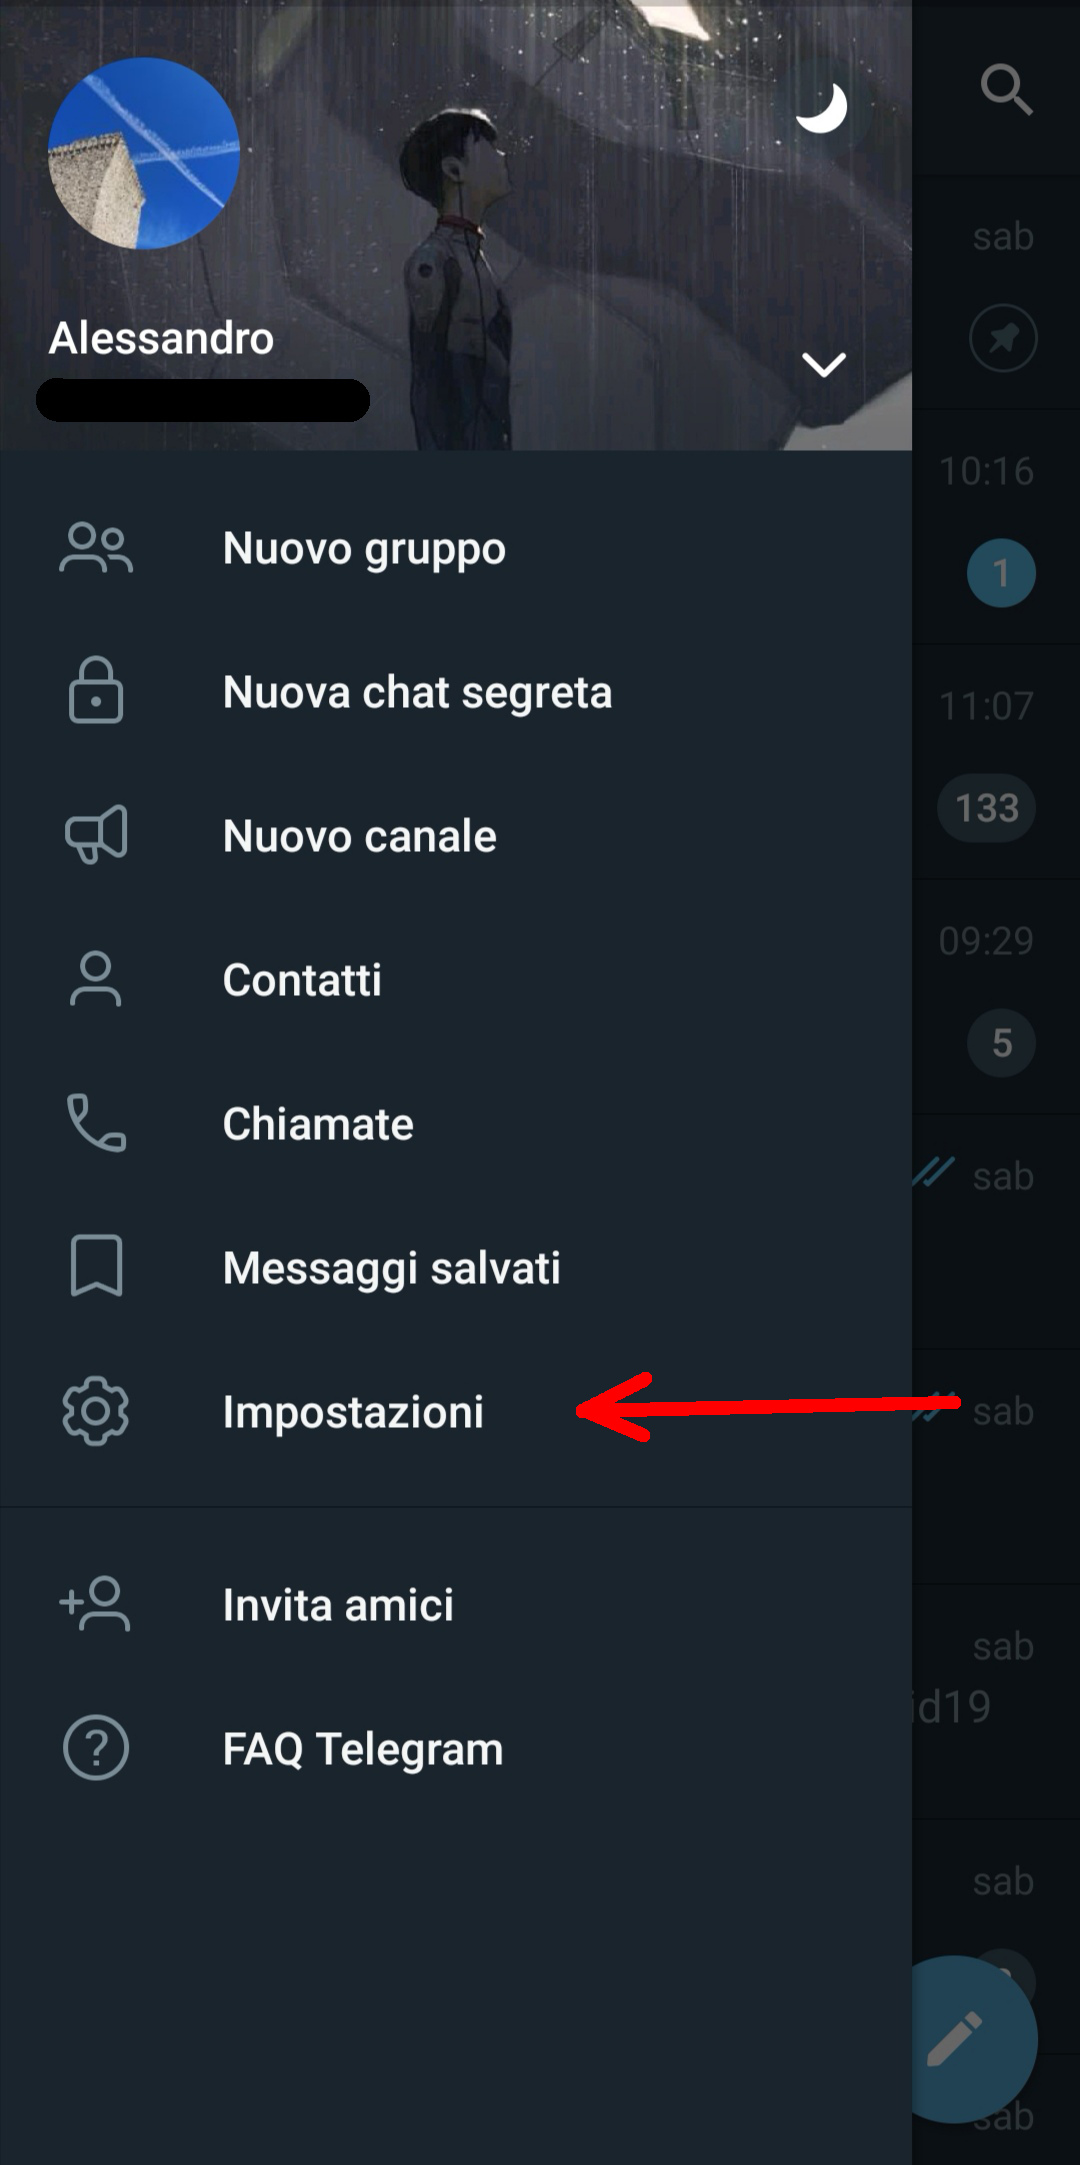 Alessandro
Nuovo gruppo
Nuova chat segreta
Nuovo canale
Contatti
Chiamate
Messaggi salvati
Impostazioni
Invita amici
FAQ Telegram
sab
10:16
1
11:07
133
09:29
5
sab
sab
sab
id19
sab
sab